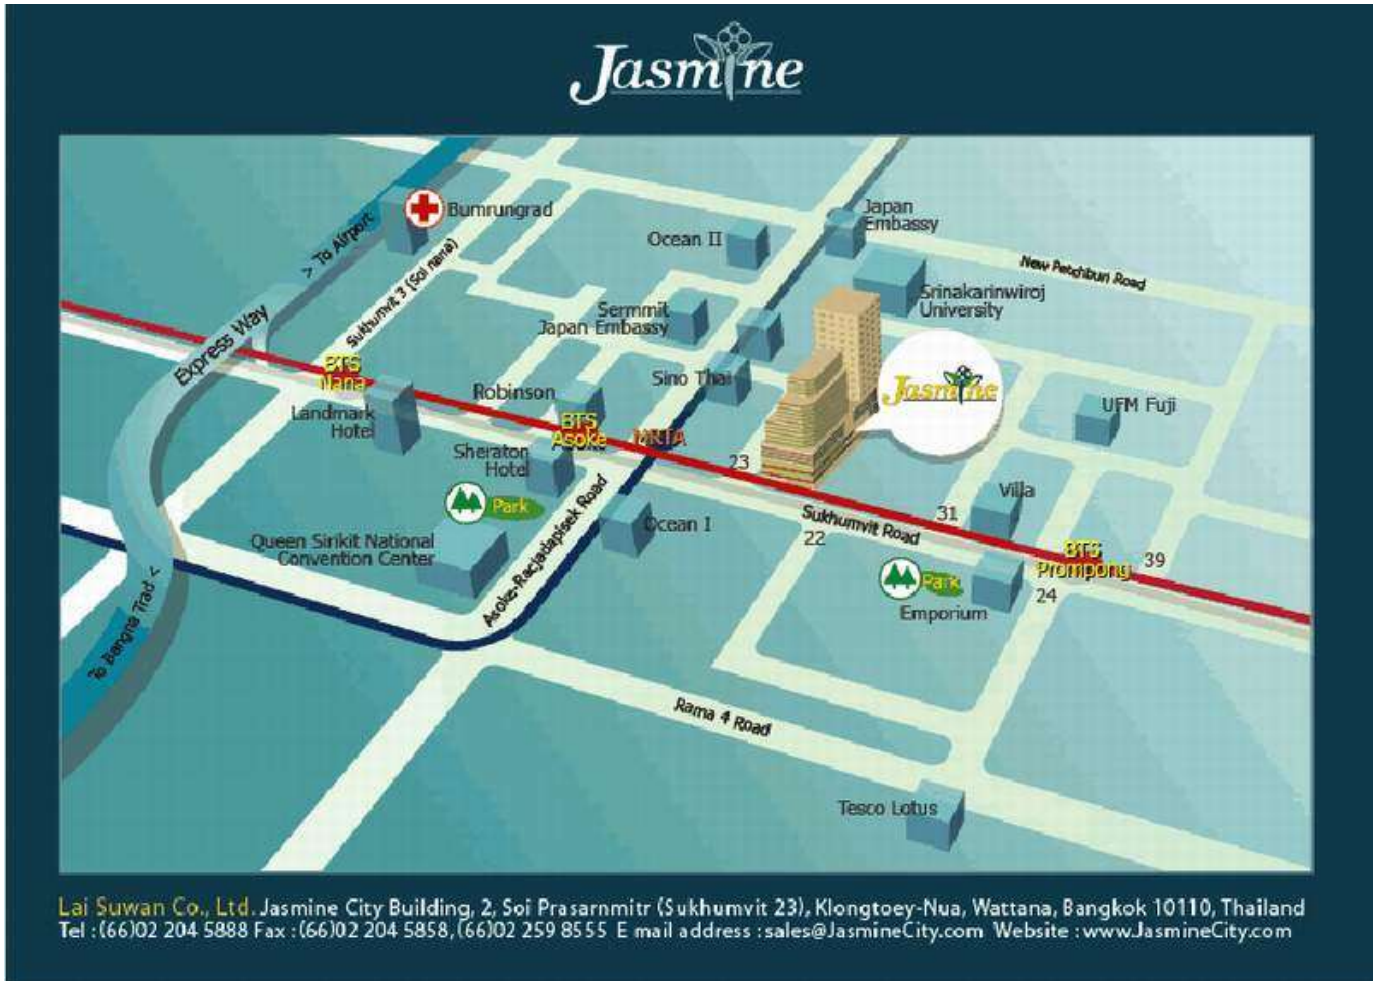 Jasmine
Bumrungrad
> To Airport
Sukhumvit 3 (Soi nana)
Express Way
Ocean II
Japan
Embassy
New Petchburi Road
Srinakarinwiroj
University
Sermmit
Japan Embassy
Sino Thai
Jasmine
UFM Fuji
BTS
Nana
Landmark
Hotel
Robinson
BTS
Asoke
MRTA
Sheraton
Hotel
23
Park
Asoke-Racjadapisek Road
Ocean I
Queen Sirikit National
Convention Center
Villa
31
Sukhumvit Road
22
BTS
Prompong
39
Park
24
Emporium
To Bangna Trad <
Rama 4 Road
Tesco Lotus
Lai Suwan Co., Ltd. Jasmine City Building, 2, Soi Prasarnmitr (Sukhumvit 23), Klongtoey-Nua, Wattana, Bangkok 10110, Thailand
Tel :(66)02 204 5888 Fax :(66)02 204 5858,(66)02 259 8555 E mail address :sales@JasmineCity.com Website :www.JasmineCity.com